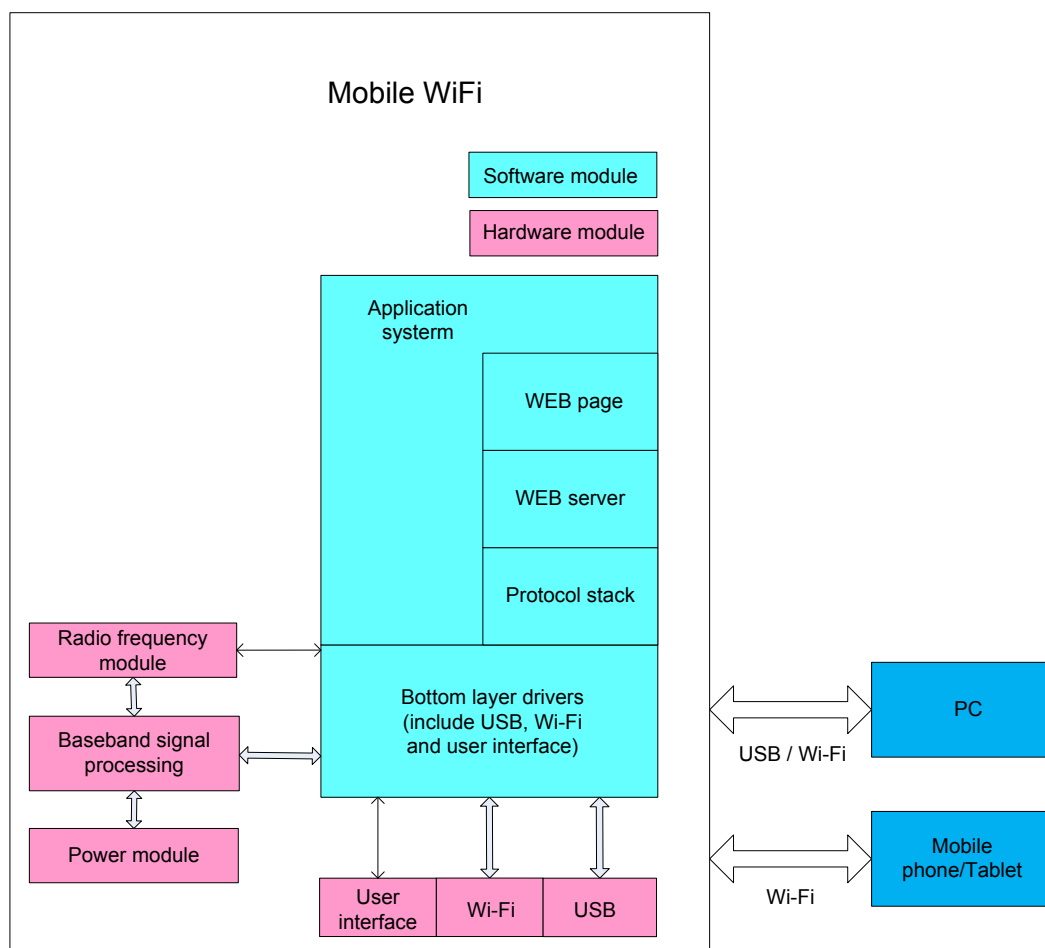 Mobile WiFi
Software module
Hardware module
Application
systerm
WEB page
WEB server
Protocol stack
Radio frequency
module
Bottom layer drivers
(include USB, Wi-Fi
and user interface)
Baseband signal
processing
Power module
User
interface
Wi-Fi
USB
PC
USB / Wi-Fi
Mobile
phone/Tablet
Wi-Fi